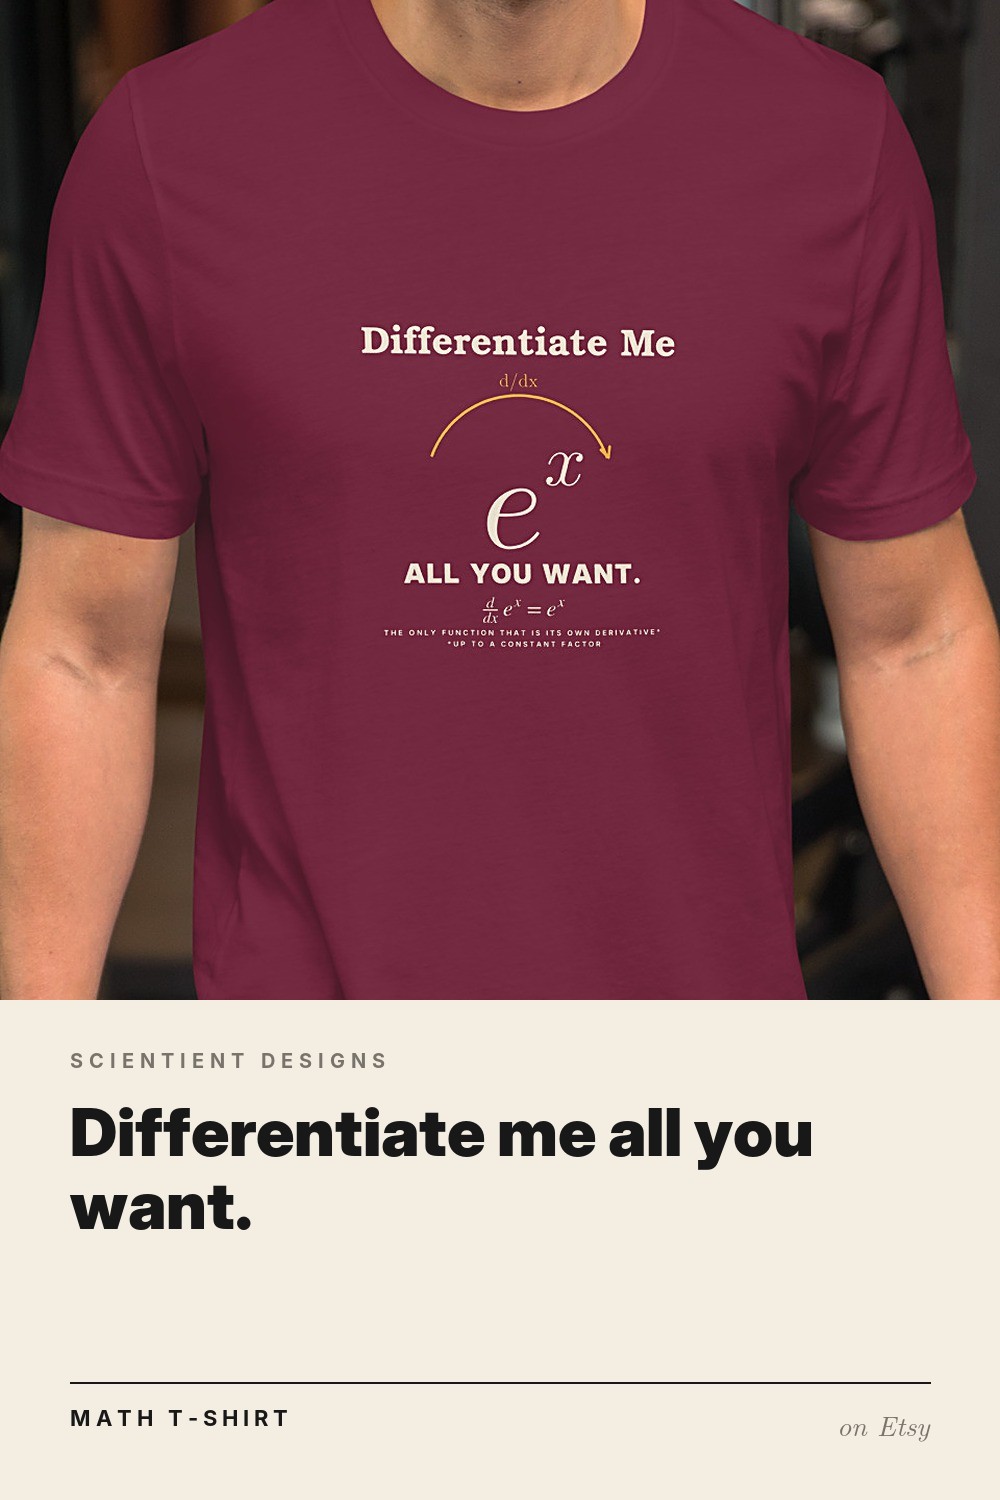 Differentiate Me
d/dx
e^x
ALL YOU WANT.
d/dx e^x = e^x
THE ONLY FUNCTION THAT IS ITS OWN DERIVATIVE*
*UP TO A CONSTANT FACTOR
SCIENTIENT DESIGNS
Differentiate me all you
want.
MATH T-SHIRT
on Etsy